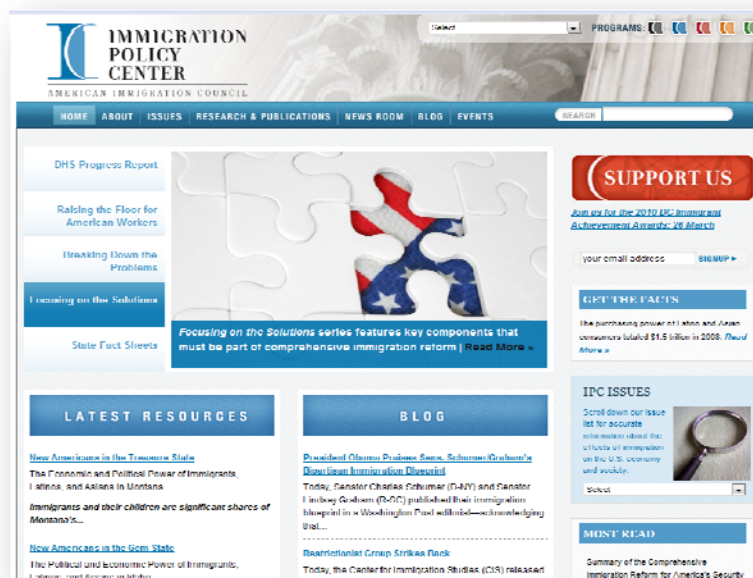 IMMIGRATION
POLICY
CENTER
AMERICAN IMMIGRATION COUNCIL
Select
PROGRAMS:
HOME
ABOUT
ISSUES
RESEARCH & PUBLICATIONS
NEWS ROOM
BLOG
EVENTS
SEARCH
DHS Progress Report
Raising the Floor for
American Workers
Breaking Down the
Problems
Focusing on the Solutions
State Fact Sheets
Focusing on the Solutions series features key components that
must be part of comprehensive immigration reform | Read More »
SUPPORT US
Join us for the 2010 DC Immigrant
Achievement Awards: 26 March
your email address
SIGNUP ►
GET THE FACTS
The purchasing power of Latino and Asian
consumers totaled $1.5 trillion in 2008. Read
More »
IPC ISSUES
Scroll down our issue
list for accurate
information about the
effects of immigration
on the U.S. economy
and society.
Select
MOST READ
Summary of the Comprehensive
Immigration Reform for America's Security
LATEST RESOURCES
New Americans in the Treasure State
The Economic and Political Power of Immigrants,
Latinos, and Asians in Montana
Immigrants and their children are significant shares of
Montana's...
New Americans in the Gem State
The Political and Economic Power of Immigrants,
Latinos, and Asians in Idaho
BLOG
President Obama Praises Sens. Schumer/Graham's
Bipartisan Immigration Blueprint
Today, Senator Charles Schumer (D-NY) and Senator
Lindsey Graham (R-SC) published their immigration
blueprint in a Washington Post editorial—acknowledging
that...
Restrictionist Group Strikes Back
Today, the Center for Immigration Studies (CIS) released